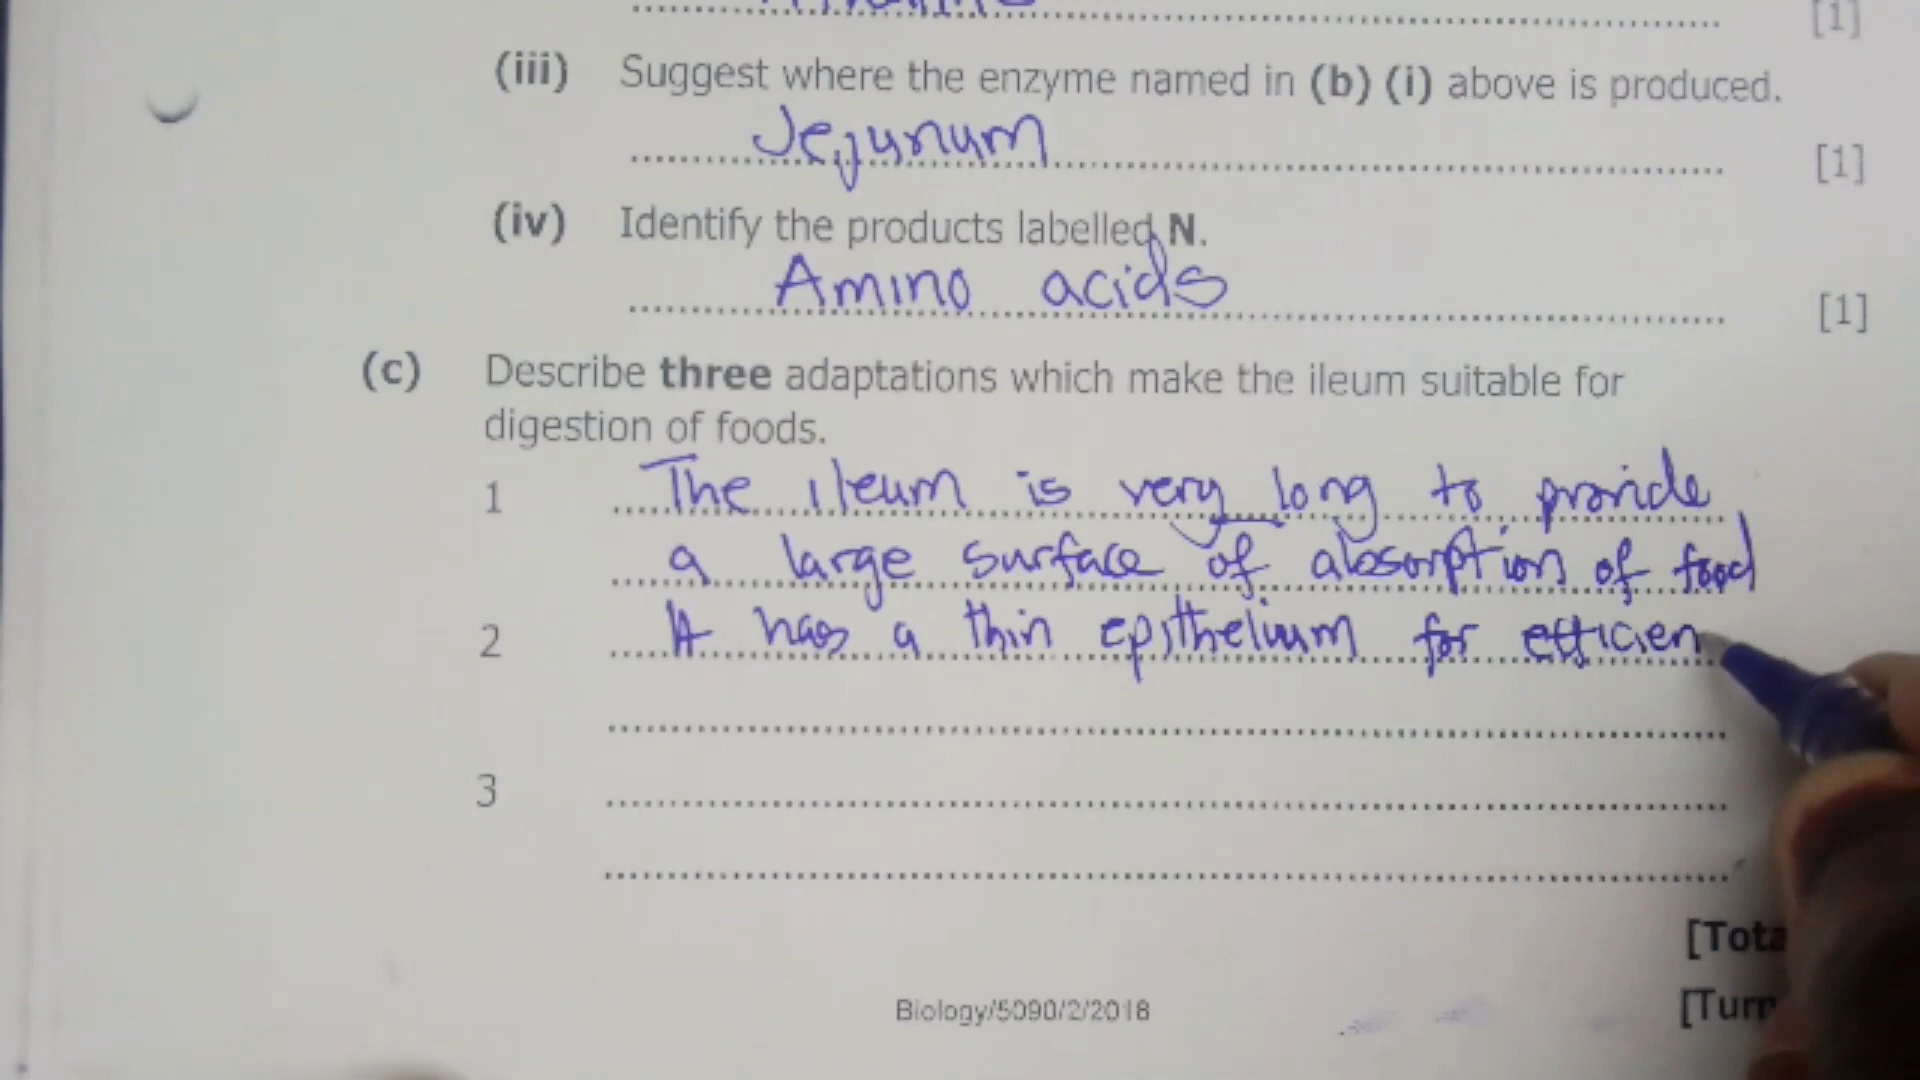 [1]
(iii) Suggest where the enzyme named in (b) (i) above is produced.
Jejunum
[1]
(iv) Identify the products labelled N.
Amino acids
[1]
(c) Describe three adaptations which make the ileum suitable for
digestion of foods.
1 The ileum is very long to provide
a large surface of absorption of food
2 It has a thin epithelium for efficien
3
[Tota
Biology/5090/2/2018
[Turn